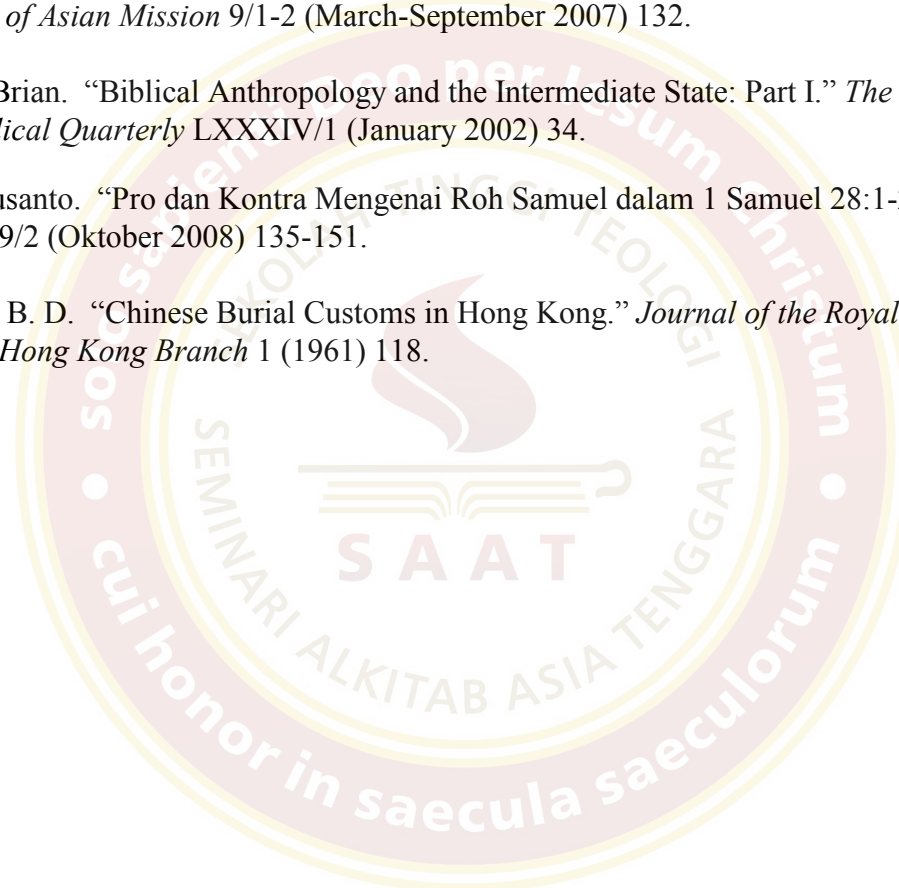 of Asian Mission 9/1-2 (March-September 2007) 132.
Brian. “Biblical Anthropology and the Intermediate State: Part I.” The
lical Quarterly LXXXIV/1 (January 2002) 34.
usanto. “Pro dan Kontra Mengenai Roh Samuel dalam 1 Samuel 28:1-
9/2 (Oktober 2008) 135-151.
B. D. “Chinese Burial Customs in Hong Kong.” Journal of the Royal
Hong Kong Branch 1 (1961) 118.
soli sapienti Deo per Iesum Christum
cui honor in saecula saeculorum
SEKOLAH TINGGI TEOLOGI
SEMINARI ALKITAB ASIA TENGGARA
SAAT